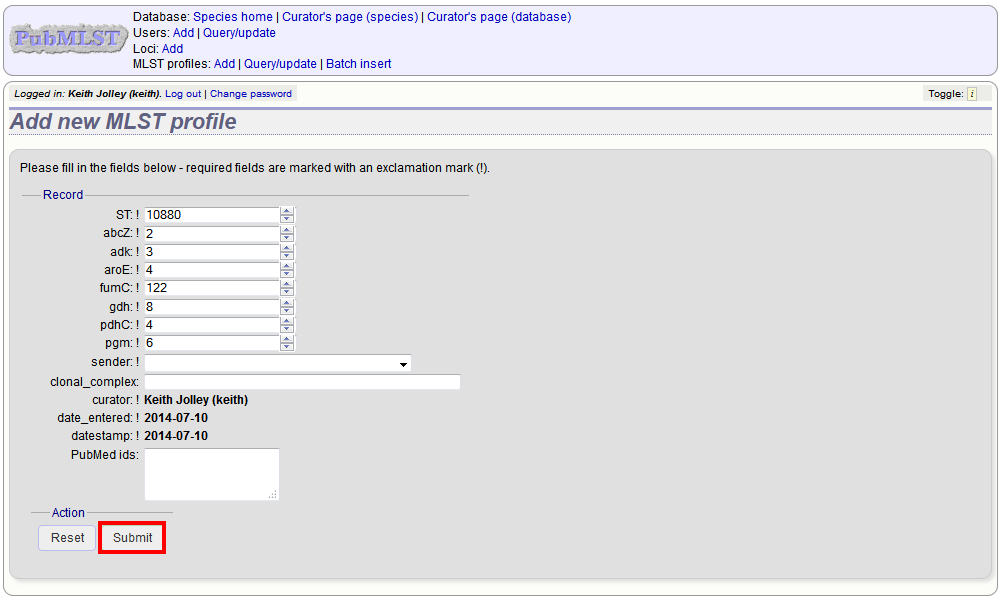 PubMLST
Database: Species home | Curator's page (species) | Curator's page (database)
Users: Add | Query/update
Loci: Add
MLST profiles: Add | Query/update | Batch insert
Logged in: Keith Jolley (keith). Log out | Change password
Toggle: i
Add new MLST profile
Please fill in the fields below - required fields are marked with an exclamation mark (!).
Record
ST: ! 10880
abcZ: ! 2
adk: ! 3
aroE: ! 4
fumC: ! 122
gdh: ! 8
pdhC: ! 4
pgm: ! 6
sender: !
clonal_complex:
curator: ! Keith Jolley (keith)
date_entered: ! 2014-07-10
datestamp: ! 2014-07-10
PubMed ids:
Action
Reset Submit